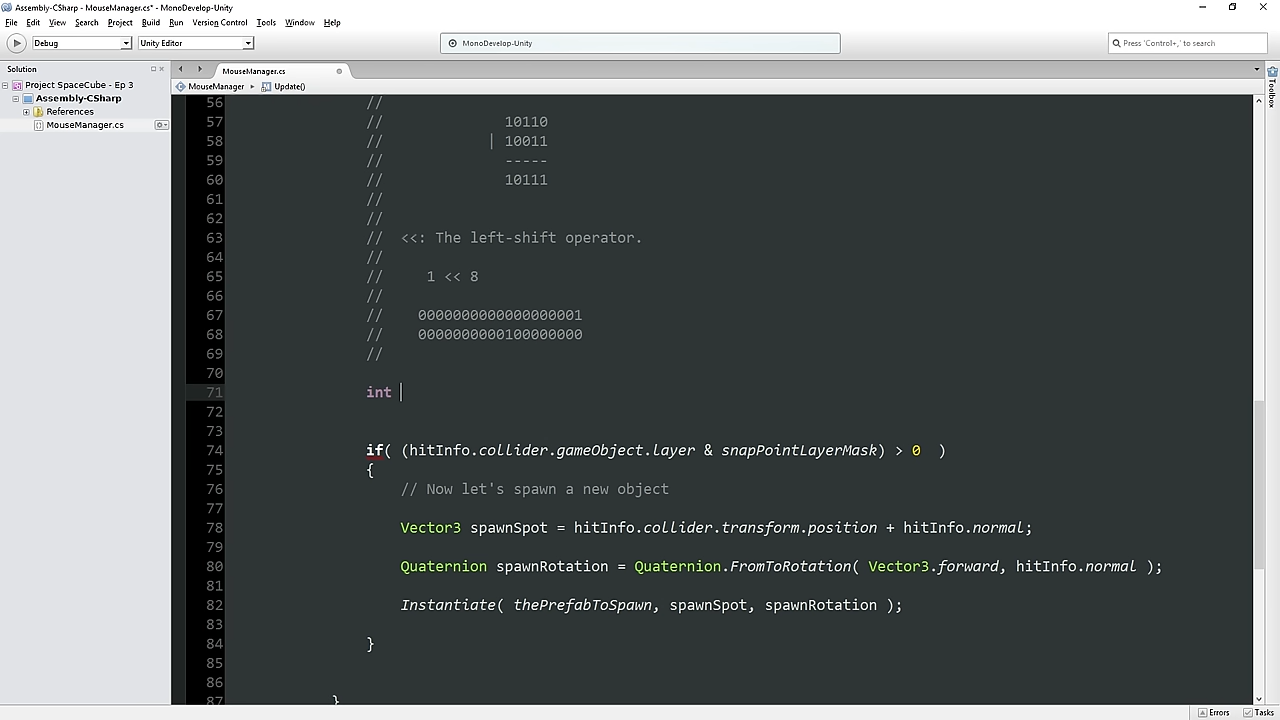 Assembly-CSharp - MouseManager.cs* - MonoDevelop-Unity
File Edit View Search Project Build Run Version Control Tools Window Help
Debug Unity Editor MonoDevelop-Unity Press 'Control+,' to search
Solution
Project SpaceCube - Ep 3
Assembly-CSharp
References
MouseManager.cs
MouseManager.cs
MouseManager ▸ Update()
Toolbox
56 //
57 // 10110
58 // | 10011
59 // -----
60 // 10111
61 //
62 //
63 // <<: The left-shift operator.
64 //
65 // 1 << 8
66 //
67 // 0000000000000000001
68 // 0000000000100000000
69 //
70
71 int
72
73
74 if( (hitInfo.collider.gameObject.layer & snapPointLayerMask) > 0 )
75 {
76 // Now let's spawn a new object
77
78 Vector3 spawnSpot = hitInfo.collider.transform.position + hitInfo.normal;
79
80 Quaternion spawnRotation = Quaternion.FromToRotation( Vector3.forward, hitInfo.normal );
81
82 Instantiate( thePrefabToSpawn, spawnSpot, spawnRotation );
83
84 }
85
86
87 }
Errors Tasks